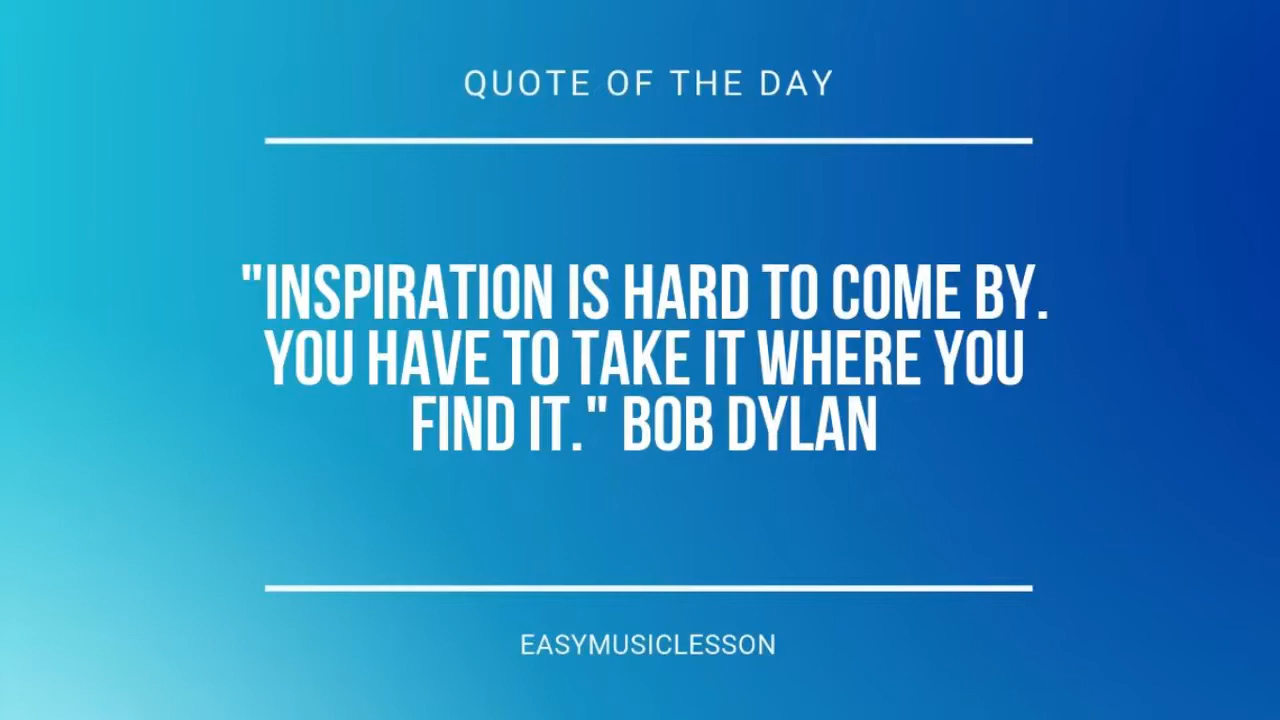 QUOTE OF THE DAY
"INSPIRATION IS HARD TO COME BY.
YOU HAVE TO TAKE IT WHERE YOU
FIND IT." BOB DYLAN
EASYMUSICLESSON